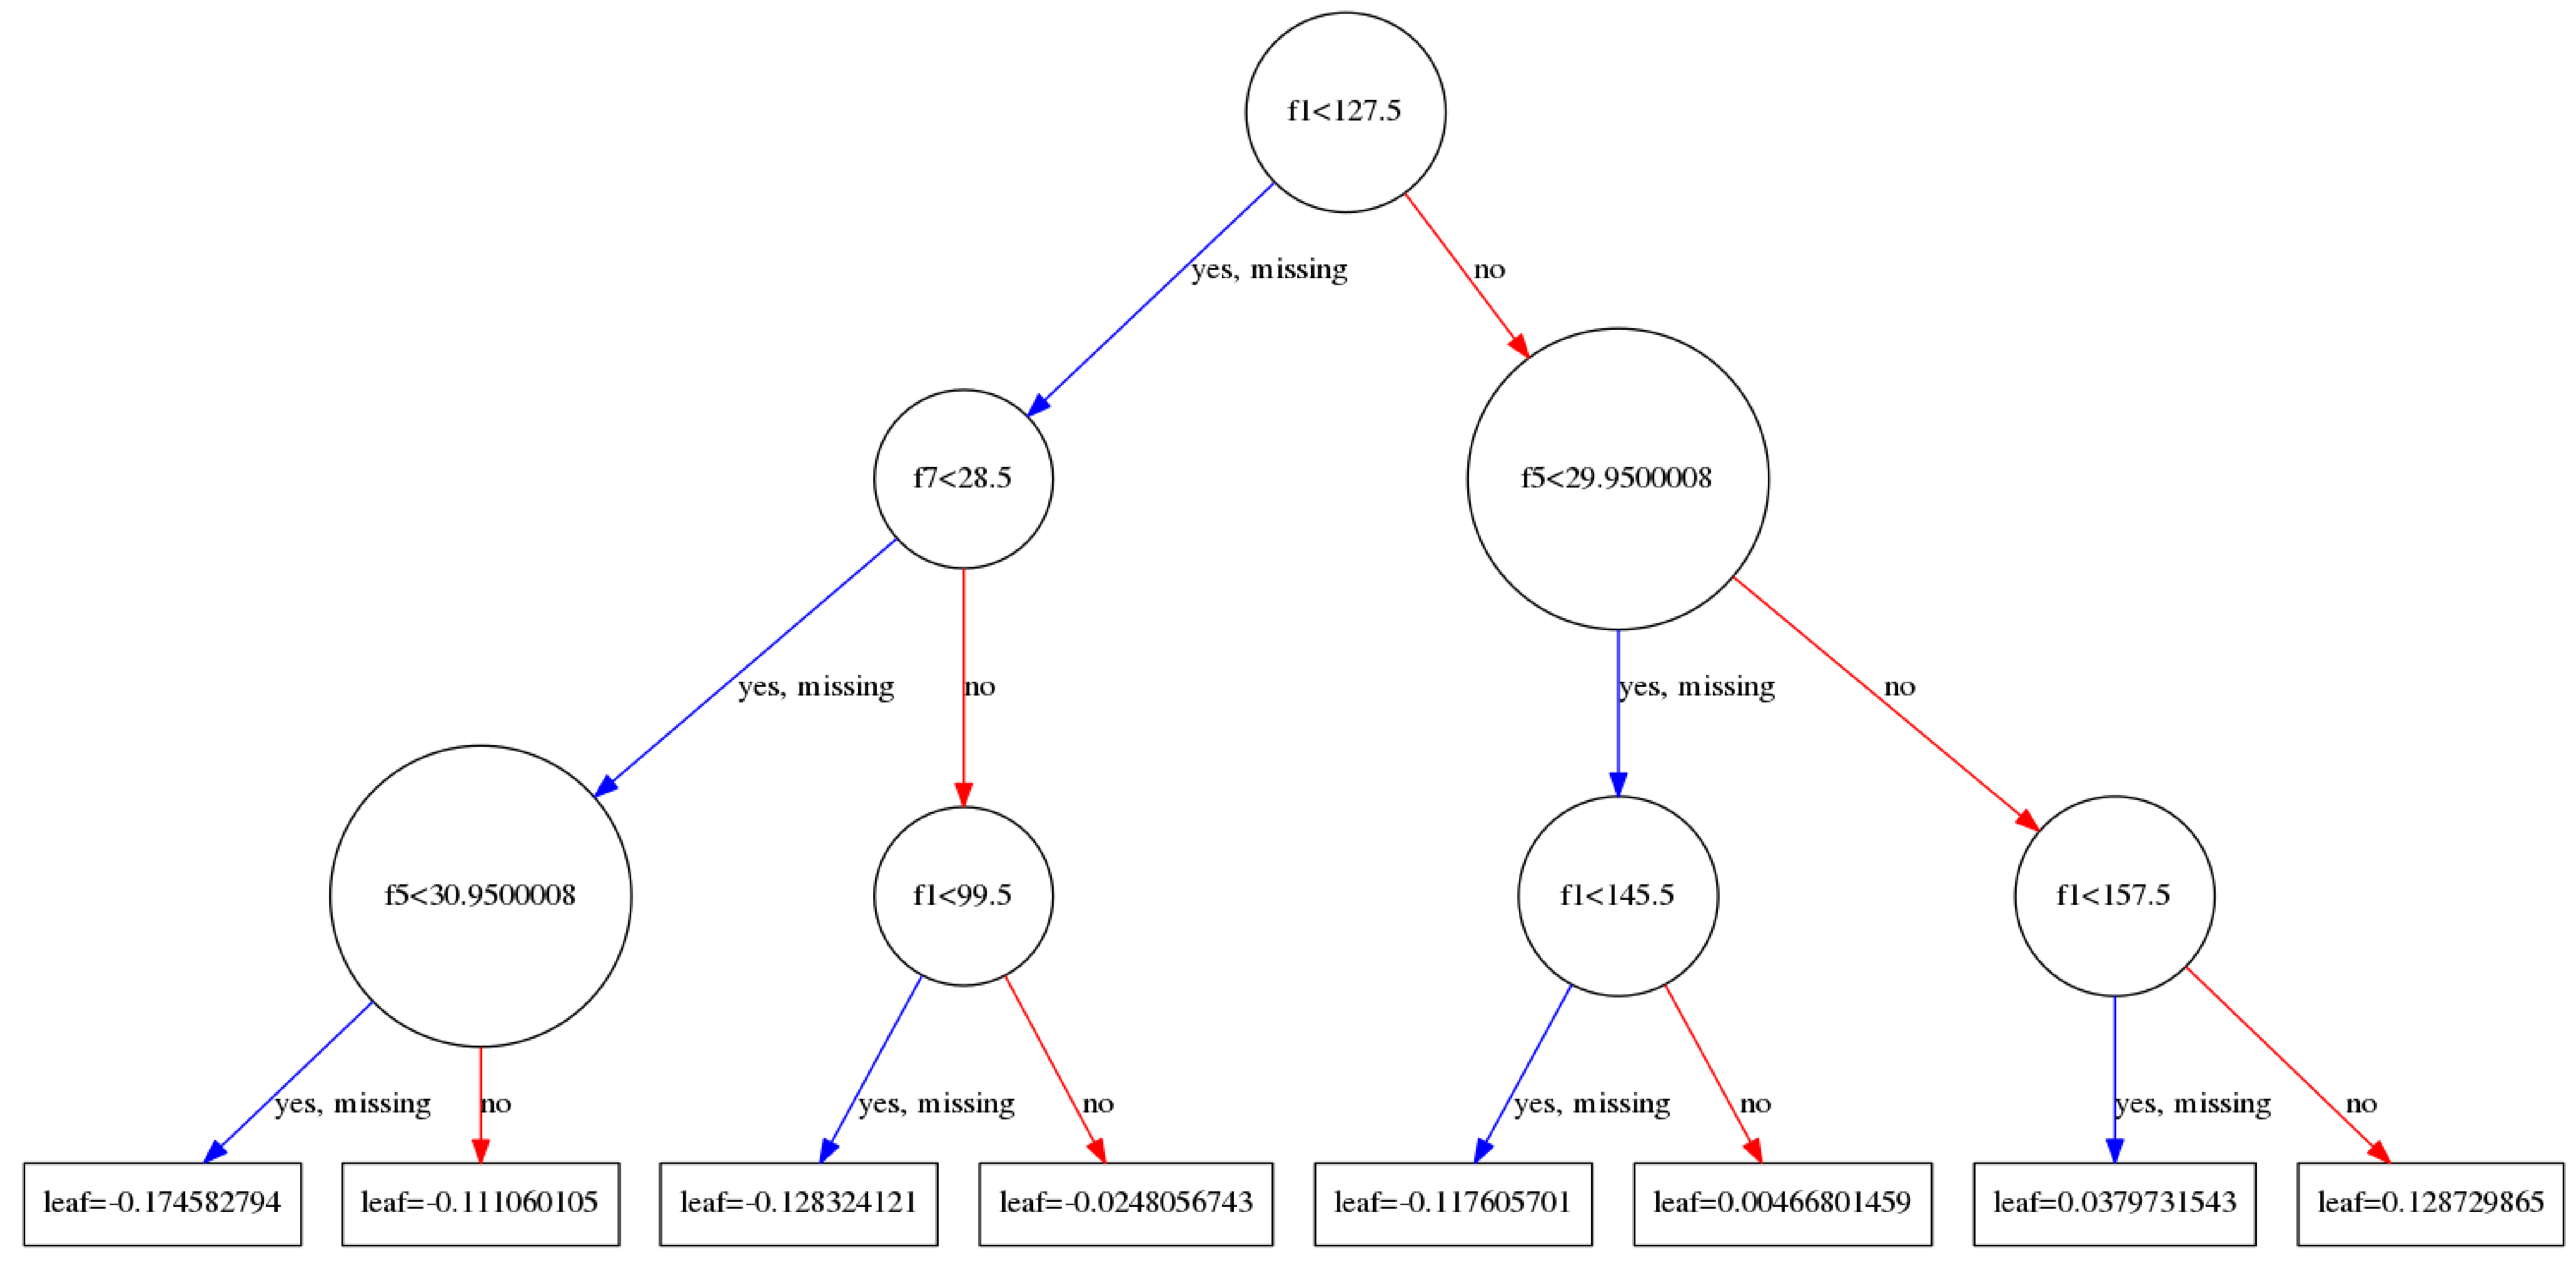 f1<127.5
yes, missing
no
f7<28.5
f5<29.9500008
yes, missing
no
yes, missing
no
f5<30.9500008
f1<99.5
f1<145.5
f1<157.5
yes, missing
no
yes, missing
no
yes, missing
no
yes, missing
no
leaf=-0.174582794
leaf=-0.111060105
leaf=-0.128324121
leaf=-0.0248056743
leaf=-0.117605701
leaf=0.00466801459
leaf=0.0379731543
leaf=0.128729865